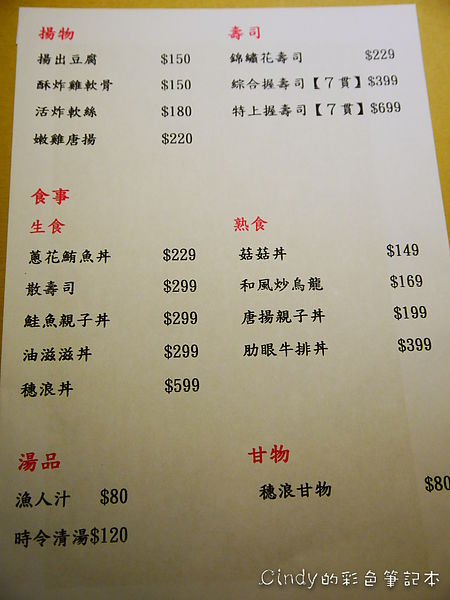 揚物
揚出豆腐 $150
酥炸雞軟骨 $150
活炸軟絲 $180
嫩雞唐揚 $220
壽司
錦繡花壽司 $229
綜合握壽司【7貫】$399
特上握壽司【7貫】$699
食事
生食
蔥花鮪魚丼 $229
散壽司 $299
鮭魚親子丼 $299
油滋滋丼 $299
穗浪丼 $599
熟食
菇菇丼 $149
和風炒烏龍 $169
唐揚親子丼 $199
肋眼牛排丼 $399
湯品
漁人汁 $80
時令清湯$120
甘物
穗浪甘物 $80
Cindy的彩色筆記本